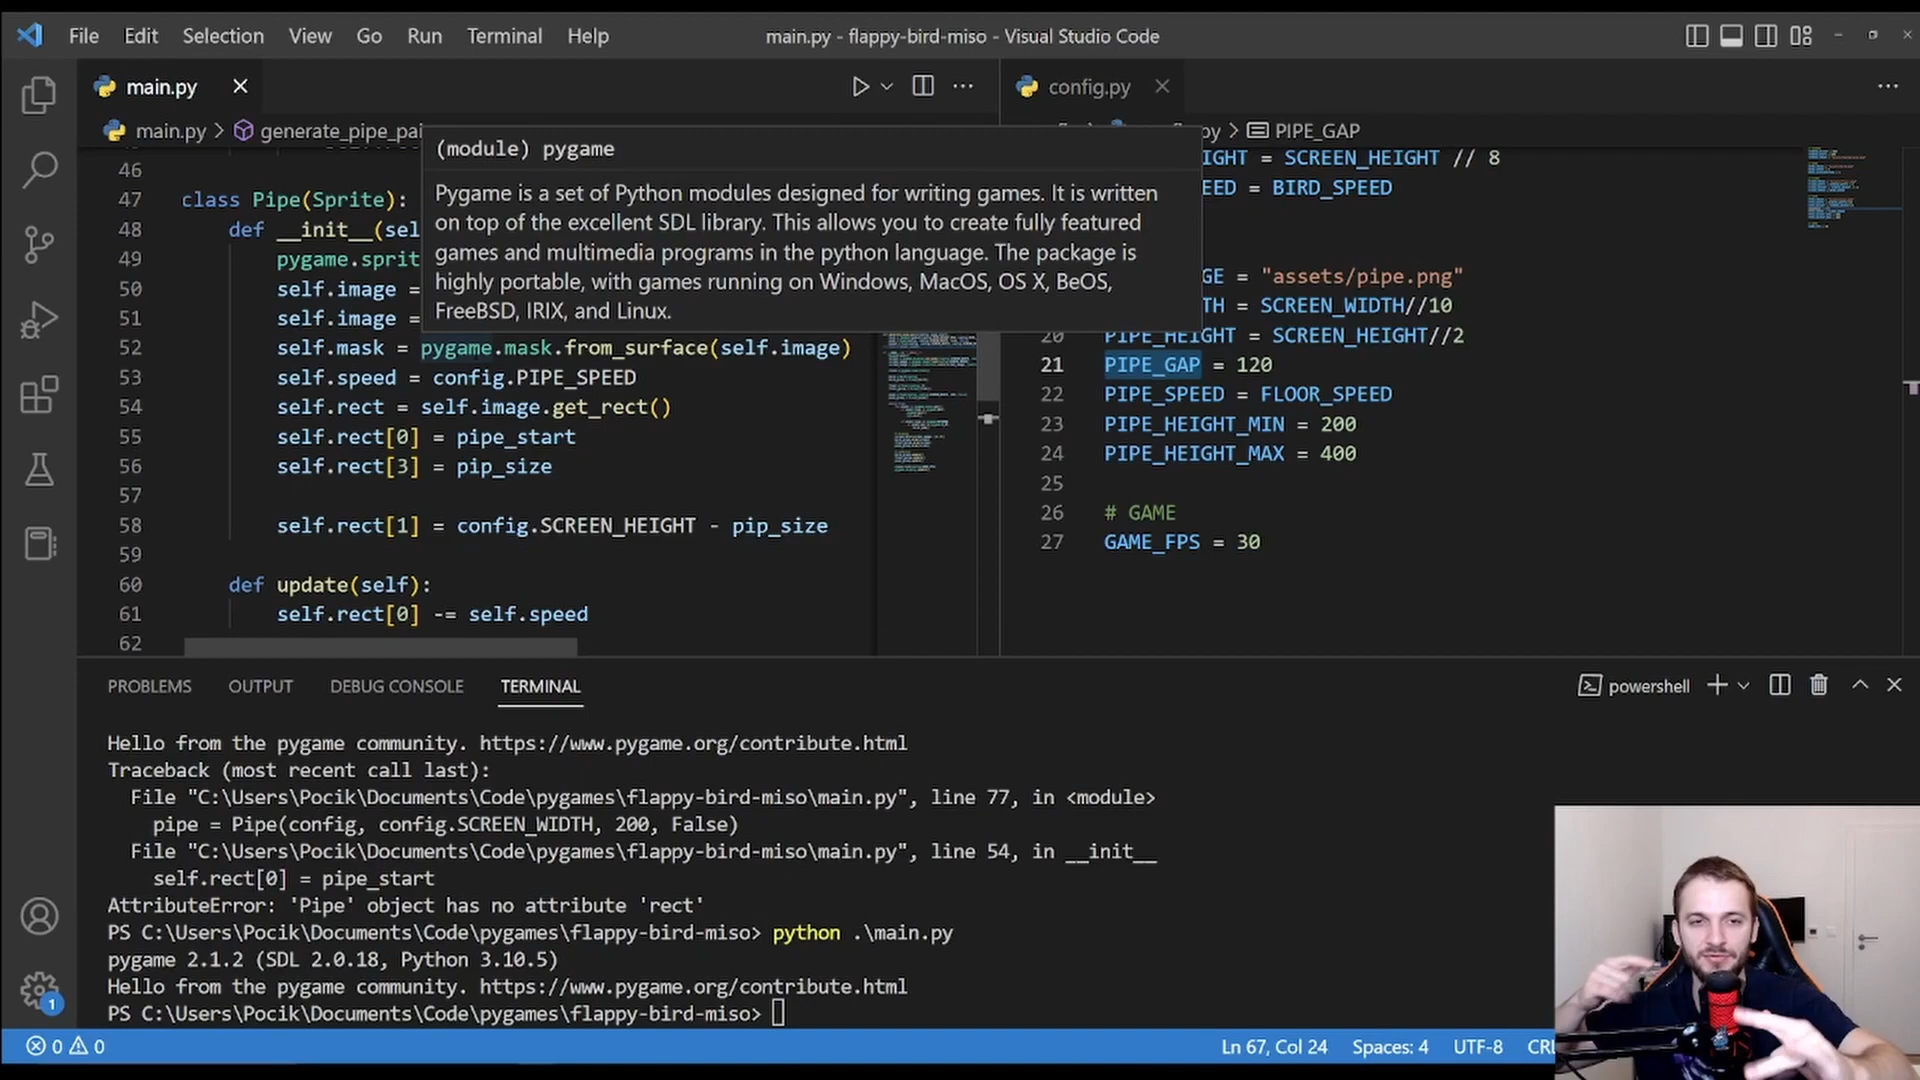 File Edit Selection View Go Run Terminal Help
main.py - flappy-bird-miso - Visual Studio Code
main.py
config.py
main.py > generate_pipe_pai
py > PIPE_GAP
(module) pygame
Pygame is a set of Python modules designed for writing games. It is written
on top of the excellent SDL library. This allows you to create fully featured
games and multimedia programs in the python language. The package is
highly portable, with games running on Windows, MacOS, OS X, BeOS,
FreeBSD, IRIX, and Linux.
46
47 class Pipe(Sprite):
48 def __init__(sel
49 pygame.sprit
50 self.image =
51 self.image =
52 self.mask = pygame.mask.from_surface(self.image)
53 self.speed = config.PIPE_SPEED
54 self.rect = self.image.get_rect()
55 self.rect[0] = pipe_start
56 self.rect[3] = pip_size
57
58 self.rect[1] = config.SCREEN_HEIGHT - pip_size
59
60 def update(self):
61 self.rect[0] -= self.speed
62
IGHT = SCREEN_HEIGHT // 8
EED = BIRD_SPEED
GE = "assets/pipe.png"
TH = SCREEN_WIDTH//10
20 PIPE_HEIGHT = SCREEN_HEIGHT//2
21 PIPE_GAP = 120
22 PIPE_SPEED = FLOOR_SPEED
23 PIPE_HEIGHT_MIN = 200
24 PIPE_HEIGHT_MAX = 400
25
26 # GAME
27 GAME_FPS = 30
PROBLEMS OUTPUT DEBUG CONSOLE TERMINAL
powershell
Hello from the pygame community. https://www.pygame.org/contribute.html
Traceback (most recent call last):
File "C:\Users\Pocik\Documents\Code\pygames\flappy-bird-miso\main.py", line 77, in <module>
pipe = Pipe(config, config.SCREEN_WIDTH, 200, False)
File "C:\Users\Pocik\Documents\Code\pygames\flappy-bird-miso\main.py", line 54, in __init__
self.rect[0] = pipe_start
AttributeError: 'Pipe' object has no attribute 'rect'
PS C:\Users\Pocik\Documents\Code\pygames\flappy-bird-miso> python .\main.py
pygame 2.1.2 (SDL 2.0.18, Python 3.10.5)
Hello from the pygame community. https://www.pygame.org/contribute.html
PS C:\Users\Pocik\Documents\Code\pygames\flappy-bird-miso>
1
0 0
Ln 67, Col 24 Spaces: 4 UTF-8 CRL